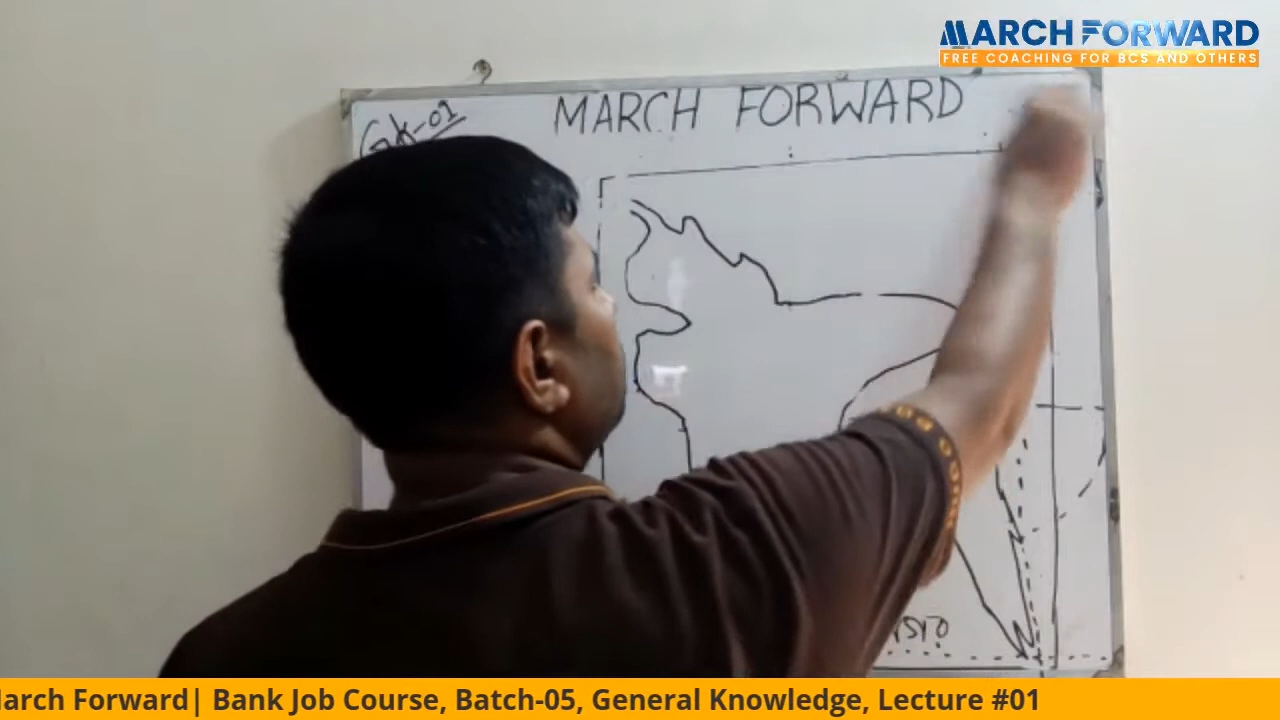 MARCH FORWARD
FREE COACHING FOR BCS AND OTHERS
MARCH FORWARD
GK-01
March Forward| Bank Job Course, Batch-05, General Knowledge, Lecture #01